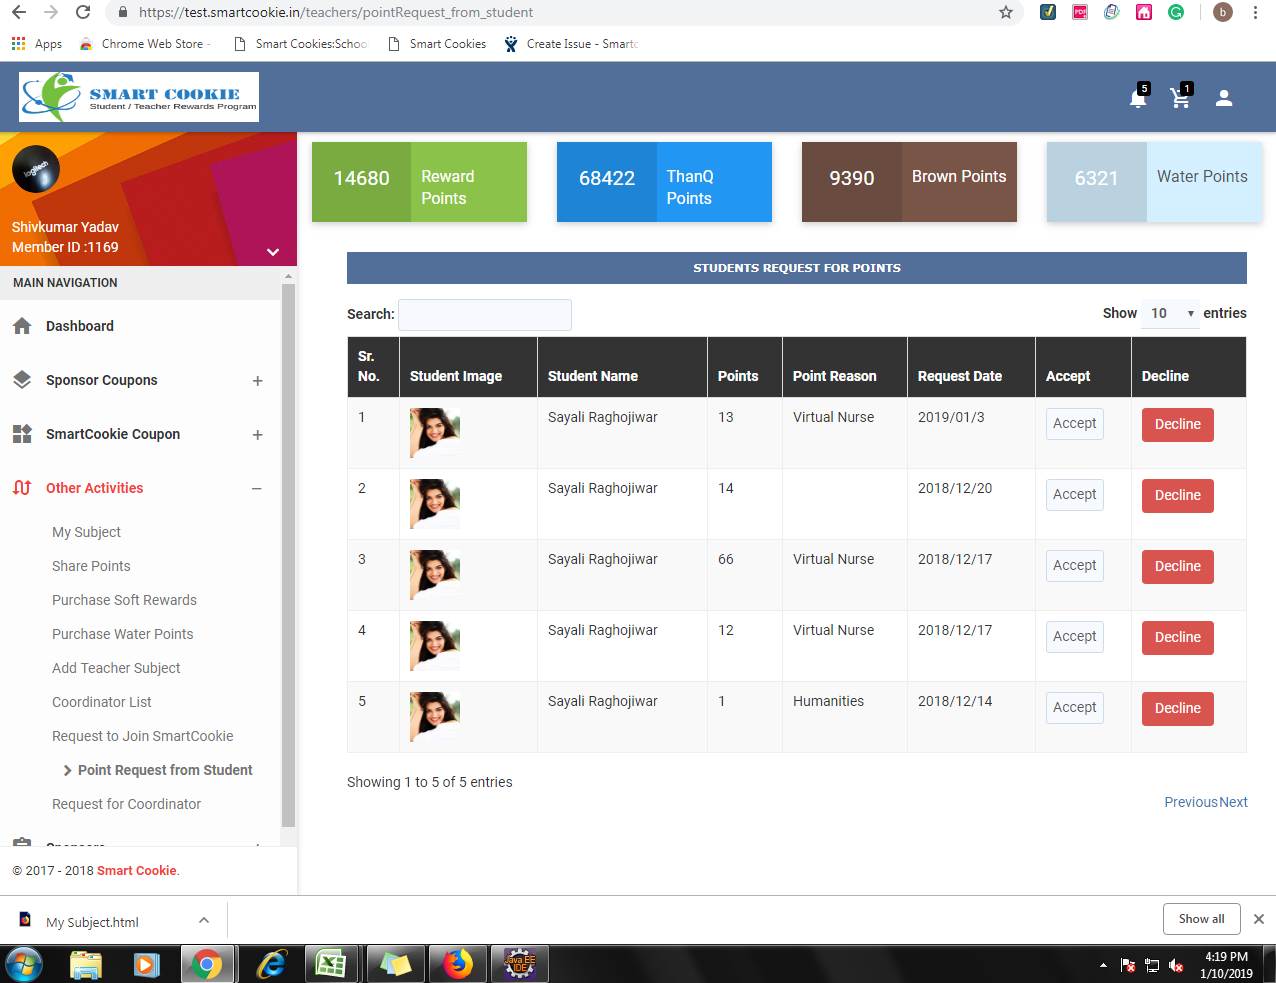 https://test.smartcookie.in/teachers/pointRequest_from_student
b
Apps
Chrome Web Store -
Smart Cookies:Schoo
Smart Cookies
Create Issue - Smart
SMART COOKIE
Student / Teacher Rewards Program
5
1
logitech
Shivkumar Yadav
Member ID :1169
14680
Reward
Points
68422
ThanQ
Points
9390
Brown Points
6321
Water Points
MAIN NAVIGATION
Dashboard
Sponsor Coupons +
SmartCookie Coupon +
Other Activities −
My Subject
Share Points
Purchase Soft Rewards
Purchase Water Points
Add Teacher Subject
Coordinator List
Request to Join SmartCookie
Point Request from Student
Request for Coordinator
© 2017 - 2018 Smart Cookie.
STUDENTS REQUEST FOR POINTS
Search:
Show 10 entries
Sr. No. Student Image Student Name Points Point Reason Request Date Accept Decline
1 Sayali Raghojiwar 13 Virtual Nurse 2019/01/3 Accept Decline
2 Sayali Raghojiwar 14 2018/12/20 Accept Decline
3 Sayali Raghojiwar 66 Virtual Nurse 2018/12/17 Accept Decline
4 Sayali Raghojiwar 12 Virtual Nurse 2018/12/17 Accept Decline
5 Sayali Raghojiwar 1 Humanities 2018/12/14 Accept Decline
Showing 1 to 5 of 5 entries
PreviousNext
My Subject.html
Show all
Java EE
IDE
4:19 PM
1/10/2019